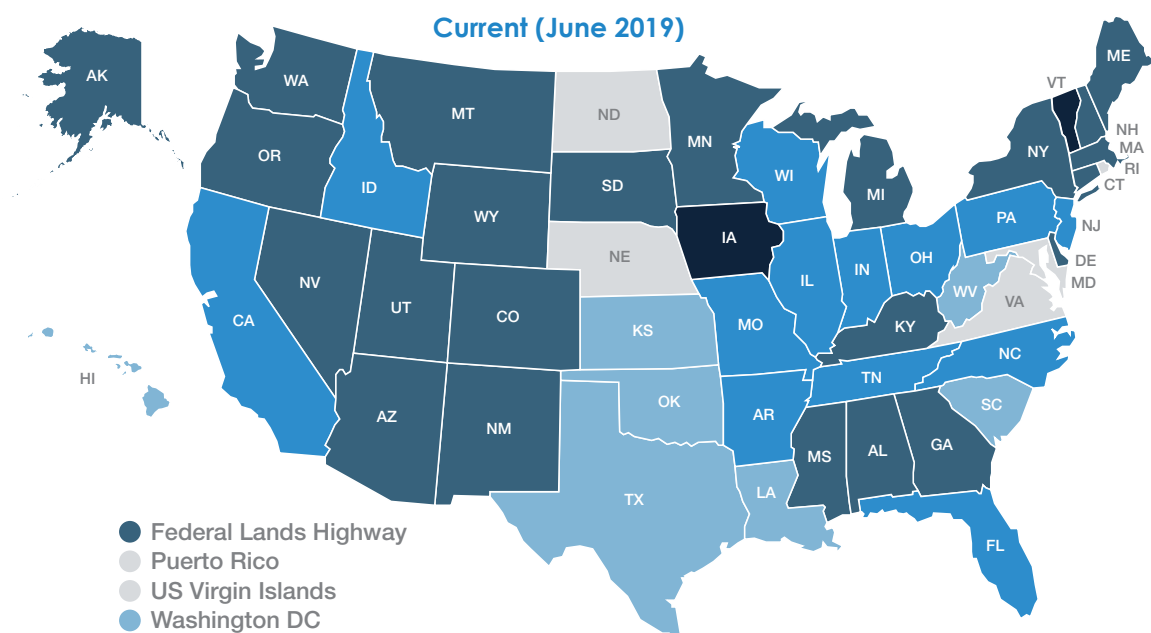 Current (June 2019)
AK
WA
MT
ND
MN
ME
VT
NH
MA
RI
CT
NY
OR
ID
SD
WI
MI
WY
IA
PA
NJ
NE
OH
DE
MD
NV
UT
CO
IL
IN
WV
VA
CA
KS
MO
KY
HI
NC
TN
AZ
NM
OK
AR
SC
MS
AL
GA
TX
LA
FL
Federal Lands Highway
Puerto Rico
US Virgin Islands
Washington DC